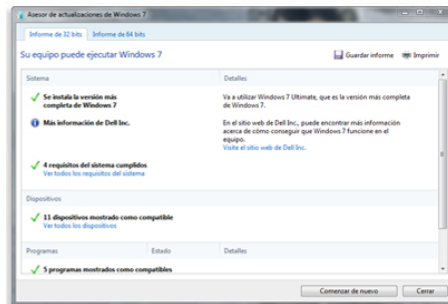 Asesor de actualizaciones de Windows 7
Informe de 32 bits
Informe de 64 bits
Su equipo puede ejecutar Windows 7
Guardar informe
Imprimir
Sistema
Detalles
Se instala la versión más
completa de Windows 7
Va a utilizar Windows 7 Ultimate, que es la versión más completa
de Windows 7.
Más información de Dell Inc.
En el sitio web de Dell Inc., puede encontrar más información
acerca de cómo conseguir que Windows 7 funcione en el
equipo.
Visite el sitio web de Dell Inc.
4 requisitos del sistema cumplidos
Ver todos los requisitos del sistema
Dispositivos
11 dispositivos mostrado como compatible
Ver todos los dispositivos
Programas
Estado
Detalles
5 programas mostrados como compatibles
Comenzar de nuevo
Cerrar